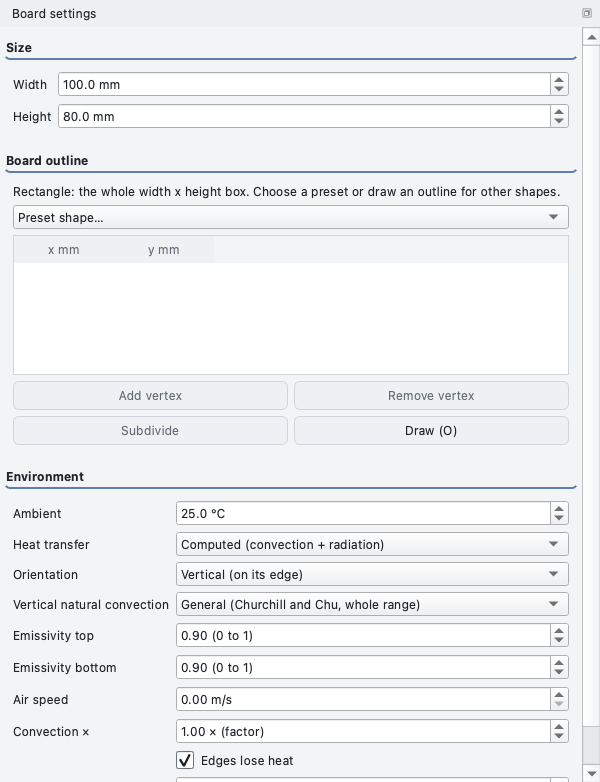 Board settings
Size
Width 100.0 mm
Height 80.0 mm
Board outline
Rectangle: the whole width x height box. Choose a preset or draw an outline for other shapes.
Preset shape...
x mm y mm
Add vertex Remove vertex
Subdivide Draw (O)
Environment
Ambient 25.0 °C
Heat transfer Computed (convection + radiation)
Orientation Vertical (on its edge)
Vertical natural convection General (Churchill and Chu, whole range)
Emissivity top 0.90 (0 to 1)
Emissivity bottom 0.90 (0 to 1)
Air speed 0.00 m/s
Convection × 1.00 × (factor)
Edges lose heat